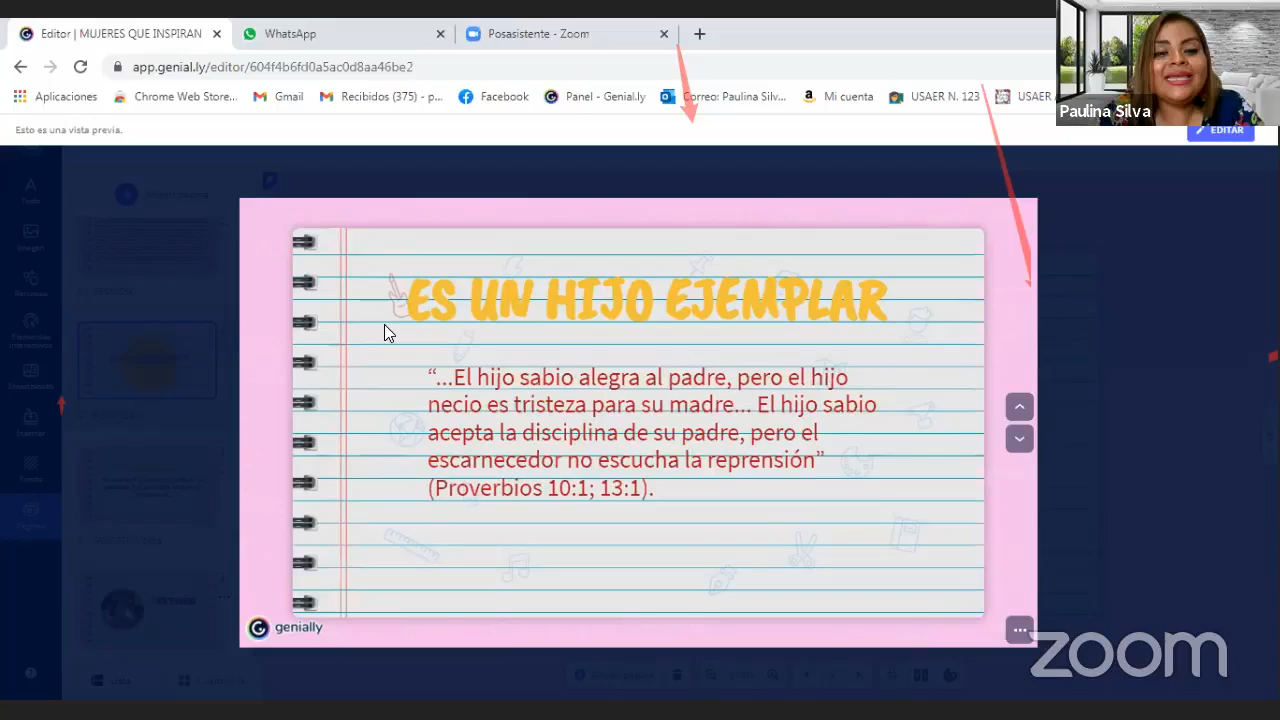 Editor | MUJERES QUE INSPIRAN
WhatsApp
Zoom
app.genial.ly/editor/604f4b6fd0a5ac0d8aa46be2
Aplicaciones
Chrome Web Store...
Gmail
Recibidos (375) - p...
Facebook
Panel - Genial.ly
Correo: Paulina Silv...
Mi cuenta
USAER N. 123
USAER
Paulina Silva
Esto es una vista previa.
EDITAR
ES UN HIJO EJEMPLAR
“...El hijo sabio alegra al padre, pero el hijo
necio es tristeza para su madre... El hijo sabio
acepta la disciplina de su padre, pero el
escarnecedor no escucha la reprensión”
(Proverbios 10:1; 13:1).
genially
zoom